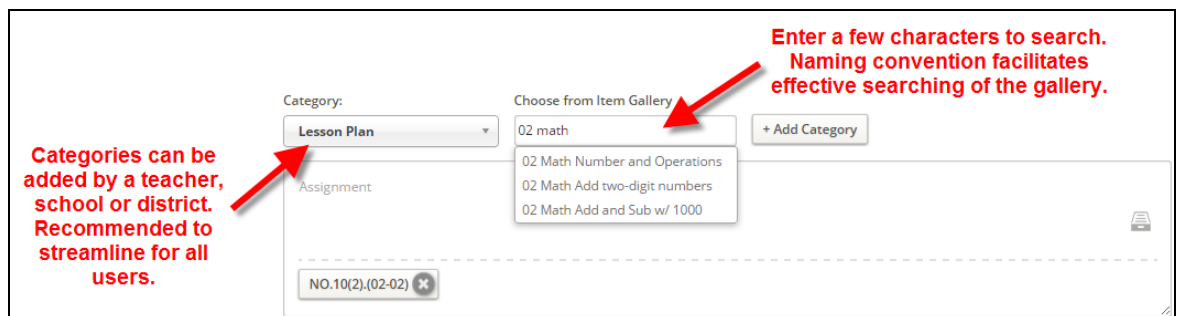 Enter a few characters to search.
Naming convention facilitates
effective searching of the gallery.
Category:
Choose from Item Gallery
Lesson Plan
02 math
+ Add Category
02 Math Number and Operations
02 Math Add two-digit numbers
02 Math Add and Sub w/ 1000
Categories can be
added by a teacher,
school or district.
Recommended to
streamline for all
users.
Assignment
NO.10(2).(02-02)